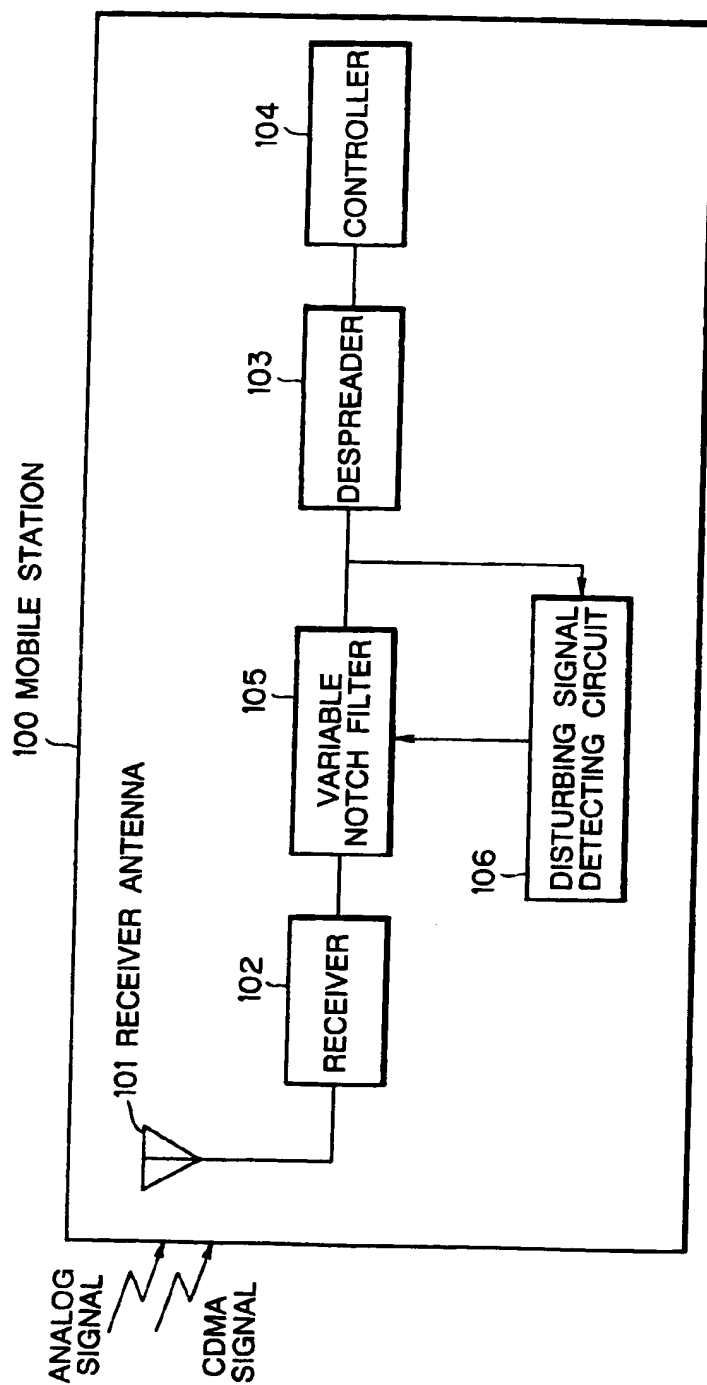 100 MOBILE STATION
ANALOG
SIGNAL
CDMA
SIGNAL
101 RECEIVER ANTENNA
102
RECEIVER
105
VARIABLE
NOTCH FILTER
103
DESPREADER
104
CONTROLLER
106
DISTURBING SIGNAL
DETECTING CIRCUIT